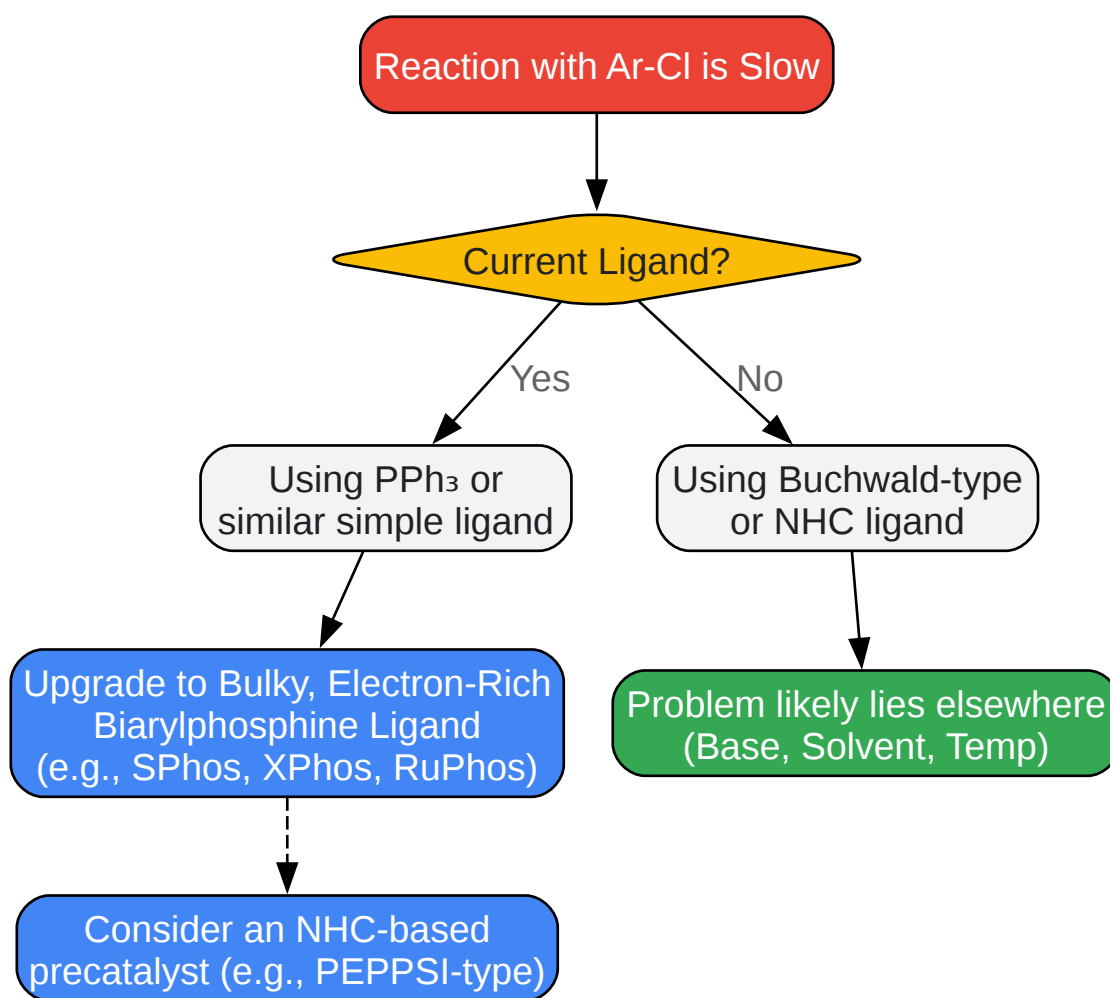 Reaction with Ar-Cl is Slow
Current Ligand?
Yes
No
Using PPh₃ or
similar simple ligand
Using Buchwald-type
or NHC ligand
Upgrade to Bulky, Electron-Rich
Biarylphosphine Ligand
(e.g., SPhos, XPhos, RuPhos)
Problem likely lies elsewhere
(Base, Solvent, Temp)
Consider an NHC-based
precatalyst (e.g., PEPPSI-type)